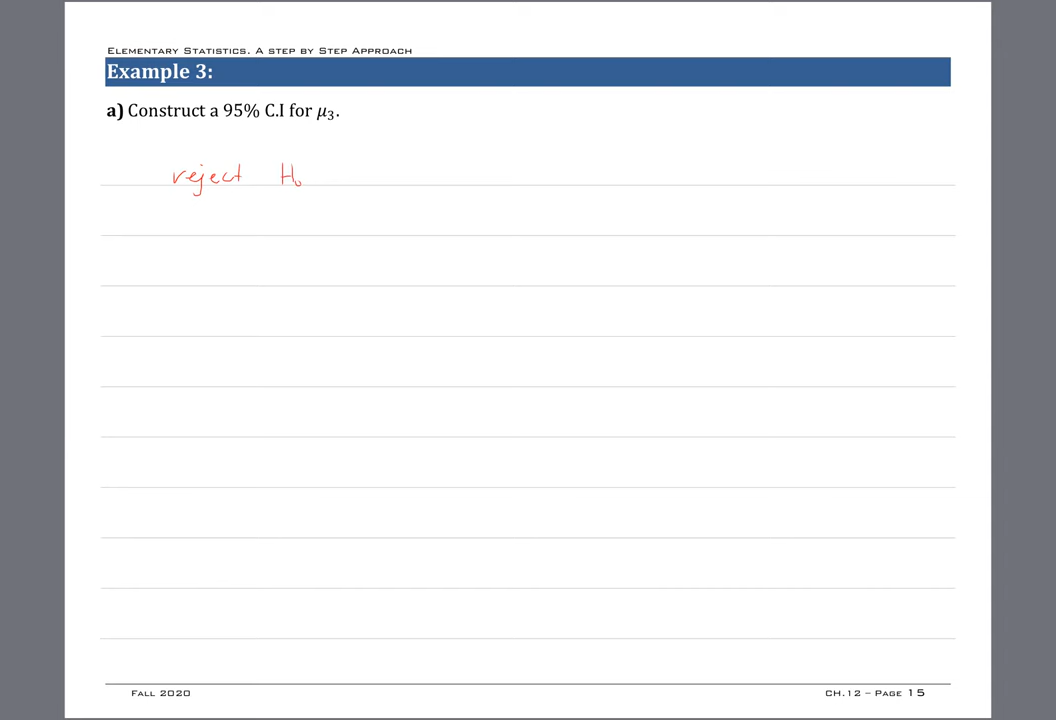 ELEMENTARY STATISTICS. A STEP BY STEP APPROACH
Example 3:
a) Construct a 95% C.I for μ₃.
reject H₀
FALL 2020
CH.12 – PAGE 15